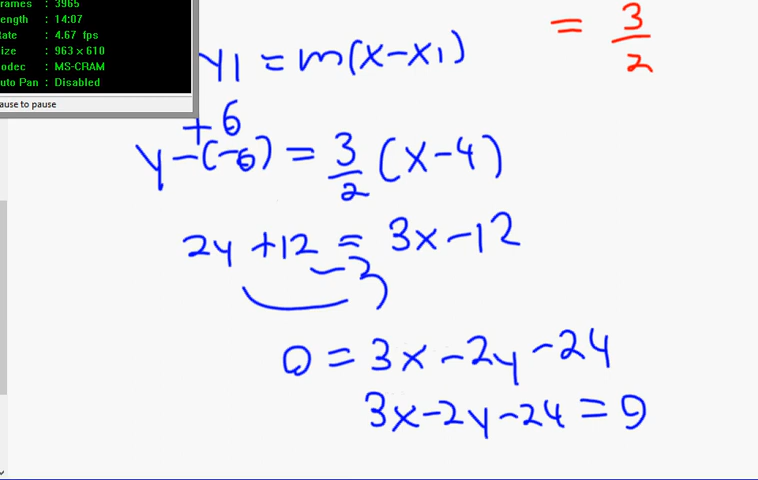 rames : 3965
ength : 14:07
Rate : 4.67 fps
ize : 963 x 610
odec : MS-CRAM
uto Pan : Disabled
ause to pause
= 3/2
y1 = m(x-x1)
+6
y-(-6) = 3/2 (x-4)
2y +12 = 3x -12
0 = 3x -2y -24
3x -2y -24 = 0